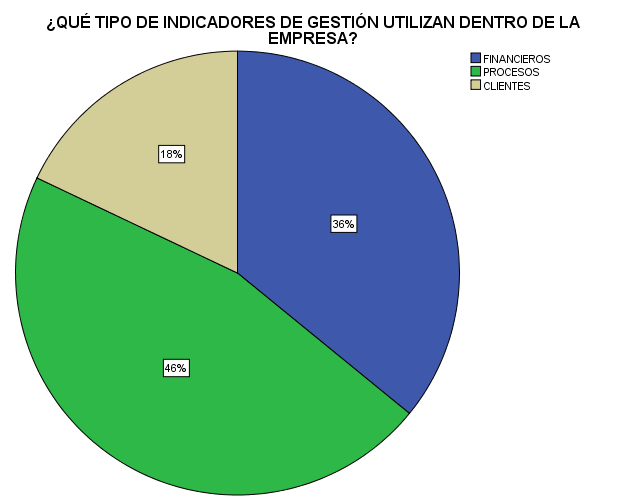 ¿QUÉ TIPO DE INDICADORES DE GESTIÓN UTILIZAN DENTRO DE LA
EMPRESA?
FINANCIEROS
PROCESOS
CLIENTES
18%
36%
46%